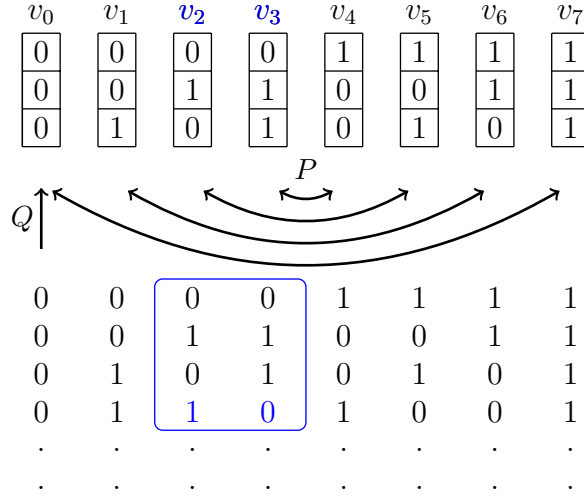 v₀ v₁ v₂ v₃ v₄ v₅ v₆ v₇
0 0 0 0 1 1 1 1
0 0 1 1 0 0 1 1
0 1 0 1 0 1 0 1
P
Q
0 0 0 0 1 1 1 1
0 0 1 1 0 0 1 1
0 1 0 1 0 1 0 1
0 1 1 0 1 0 0 1
. . . . . . . .
. . . . . . . .